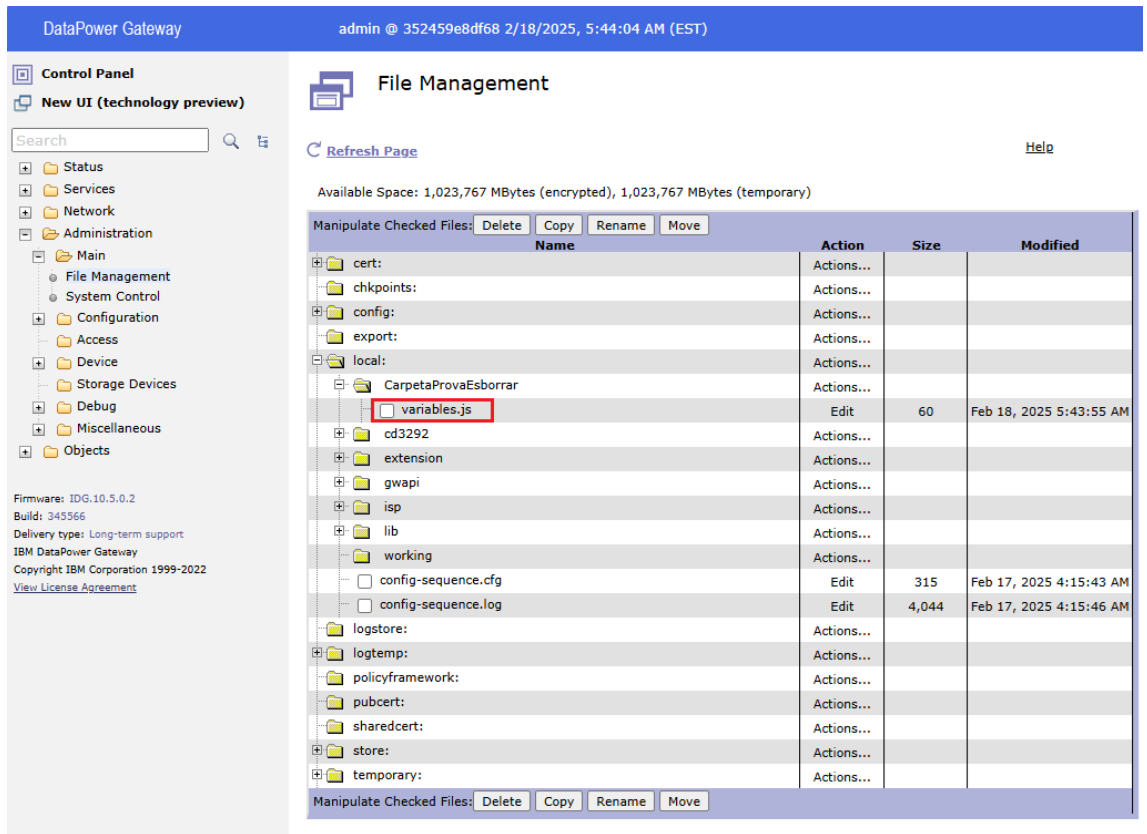 DataPower Gateway
admin @ 352459e8df68 2/18/2025, 5:44:04 AM (EST)
Control Panel
New UI (technology preview)
Search
Status
Services
Network
Administration
Main
File Management
System Control
Configuration
Access
Device
Storage Devices
Debug
Miscellaneous
Objects
Firmware: IDG.10.5.0.2
Build: 345566
Delivery type: Long-term support
IBM DataPower Gateway
Copyright IBM Corporation 1999-2022
View License Agreement
File Management
Refresh Page
Help
Available Space: 1,023,767 MBytes (encrypted), 1,023,767 MBytes (temporary)
Manipulate Checked Files: Delete Copy Rename Move
Name Action Size Modified
cert: Actions...
chkpoints: Actions...
config: Actions...
export: Actions...
local: Actions...
CarpetaProvaEsborrar Actions...
variables.js Edit 60 Feb 18, 2025 5:43:55 AM
cd3292 Actions...
extension Actions...
gwapi Actions...
isp Actions...
lib Actions...
working Actions...
config-sequence.cfg Edit 315 Feb 17, 2025 4:15:43 AM
config-sequence.log Edit 4,044 Feb 17, 2025 4:15:46 AM
logstore: Actions...
logtemp: Actions...
policyframework: Actions...
pubcert: Actions...
sharedcert: Actions...
store: Actions...
temporary: Actions...
Manipulate Checked Files: Delete Copy Rename Move